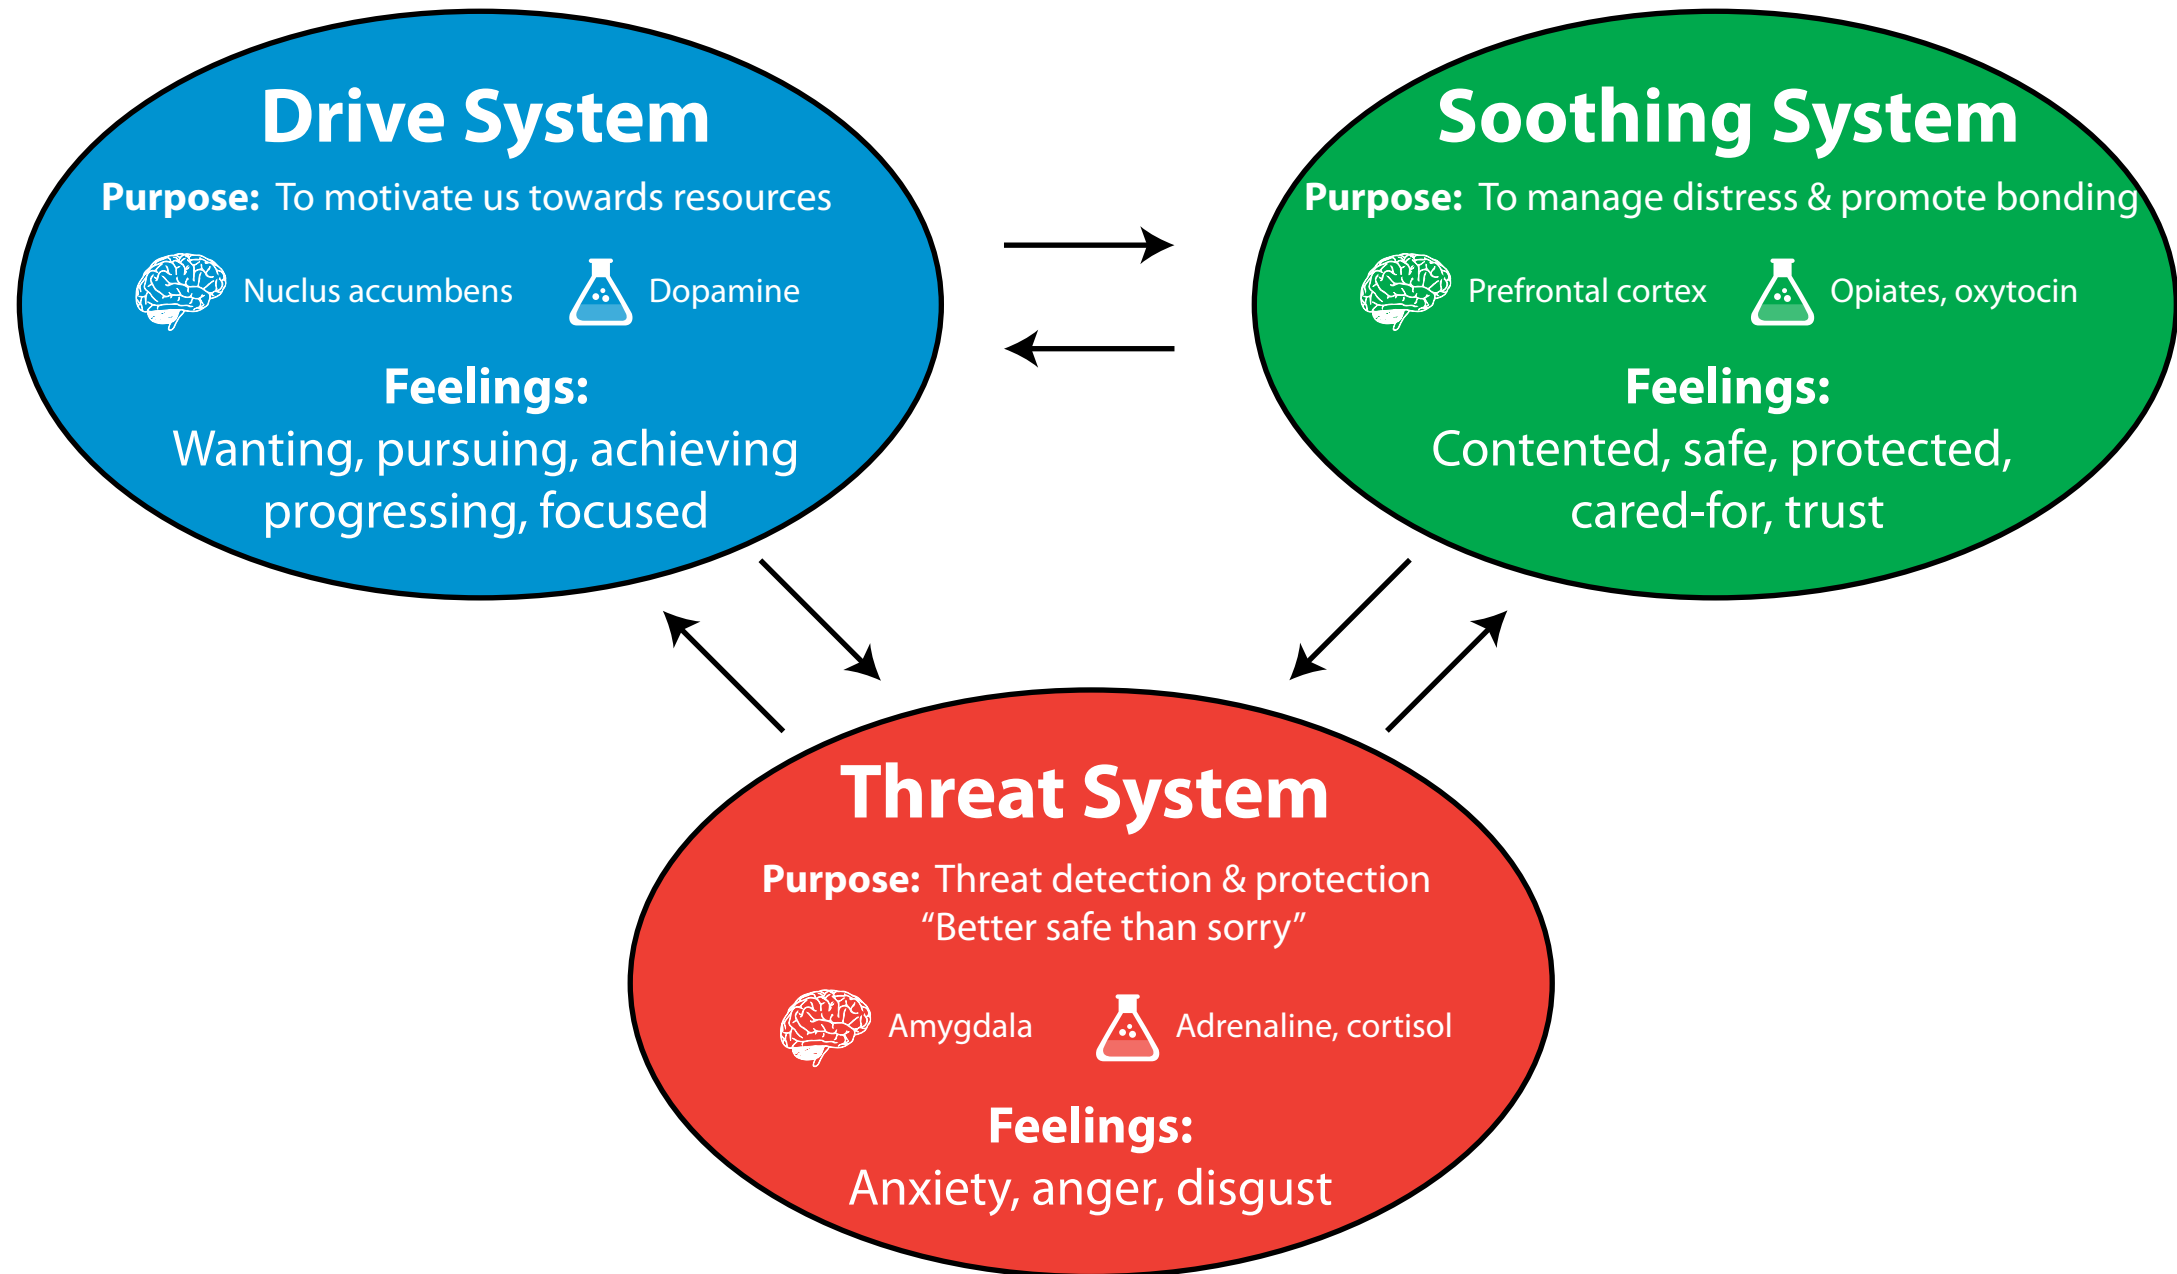 Drive System
Purpose: To motivate us towards resources
Nuclus accumbens
Dopamine
Feelings:
Wanting, pursuing, achieving
progressing, focused
Soothing System
Purpose: To manage distress & promote bonding
Prefrontal cortex
Opiates, oxytocin
Feelings:
Contented, safe, protected,
cared-for, trust
Threat System
Purpose: Threat detection & protection
“Better safe than sorry”
Amygdala
Adrenaline, cortisol
Feelings:
Anxiety, anger, disgust